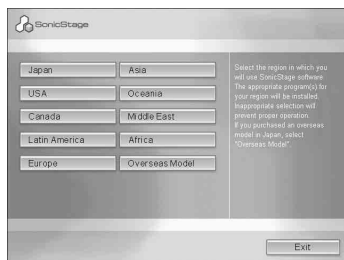 SonicStage
Japan
Asia
USA
Oceania
Canada
Middle East
Latin America
Africa
Europe
Overseas Model
Select the region in which you
will use SonicStage software
The appropriate program(s) for
your region will be installed.
Inappropriate selection will
prevent proper operation.
If you purchased an overseas
model in Japan, select
"Overseas Model".
Exit